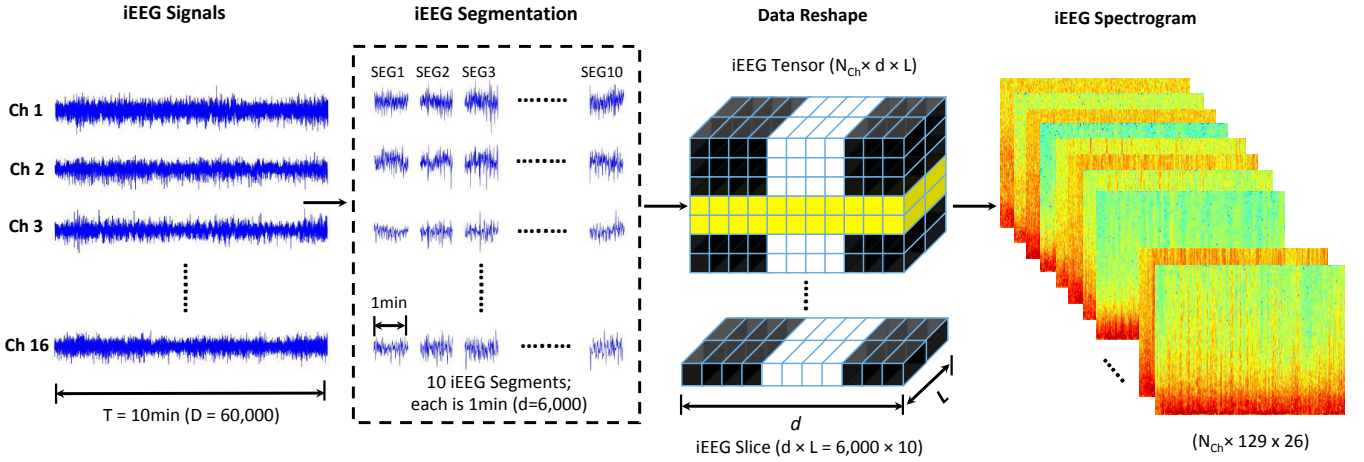 iEEG Signals
iEEG Segmentation
Data Reshape
iEEG Spectrogram
Ch 1
Ch 2
Ch 3
Ch 16
T = 10min (D = 60,000)
SEG1 SEG2 SEG3 SEG10
1min
10 iEEG Segments;
each is 1min (d=6,000)
iEEG Tensor (N_Ch × d × L)
d
L
iEEG Slice (d × L = 6,000 × 10)
(N_Ch × 129 x 26)